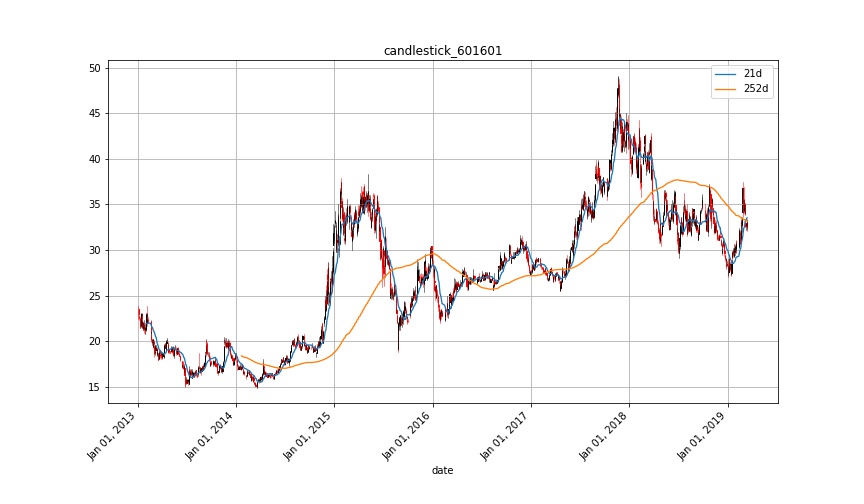 candlestick_601601
21d
252d
50
45
40
35
30
25
20
15
Jan 01, 2013
Jan 01, 2014
Jan 01, 2015
Jan 01, 2016
Jan 01, 2017
Jan 01, 2018
Jan 01, 2019
date